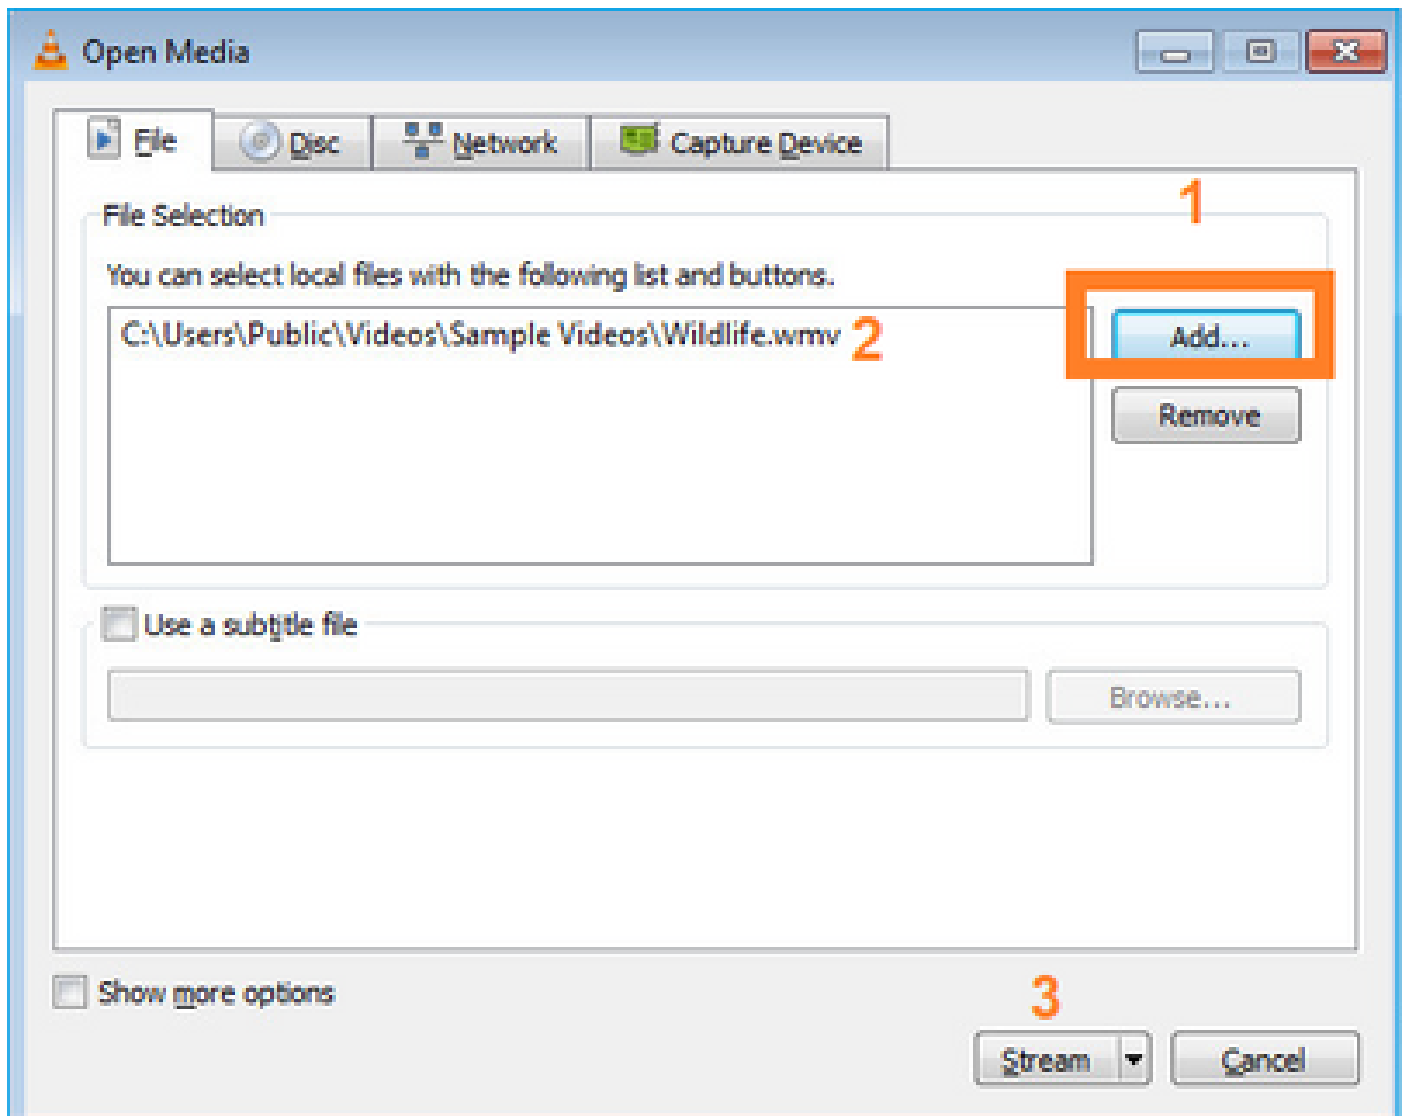 Open Media
File Disc Network Capture Device
1
File Selection
You can select local files with the following list and buttons.
C:\Users\Public\Videos\Sample Videos\Wildlife.wmv 2
Add...
Remove
Use a subtitle file
Browse...
Show more options
3
Stream Cancel